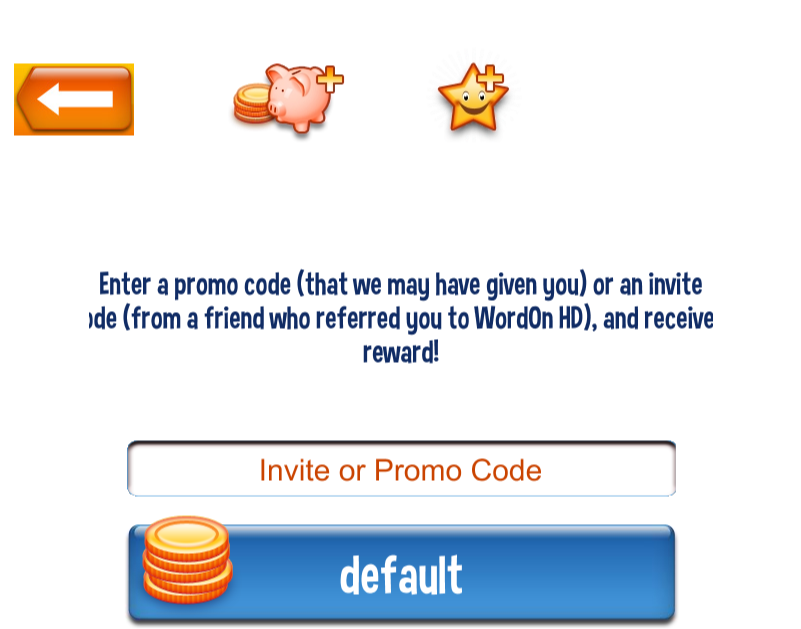 Enter a promo code (that we may have given you) or an invite
ode (from a friend who referred you to WordOn HD), and receive
reward!
Invite or Promo Code
default